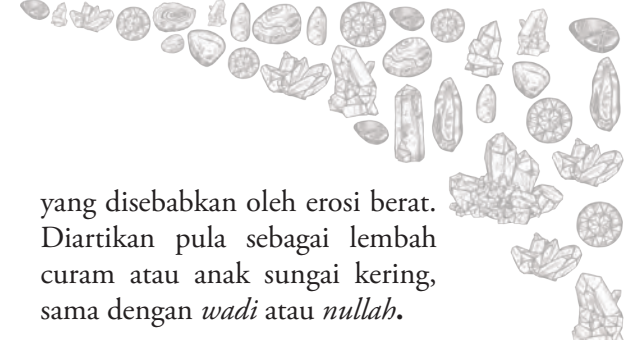 yang disebabkan oleh erosi berat.
Diartikan pula sebagai lembah
curam atau anak sungai kering,
sama dengan wadi atau nullah.